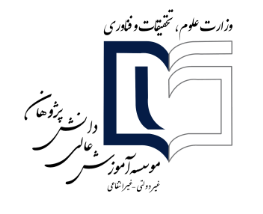 وزارت علوم، تحقیقات و فناوری
موسسه آموزش عالی دانش پژوهان
غیردولتی - غیرانتفاعی